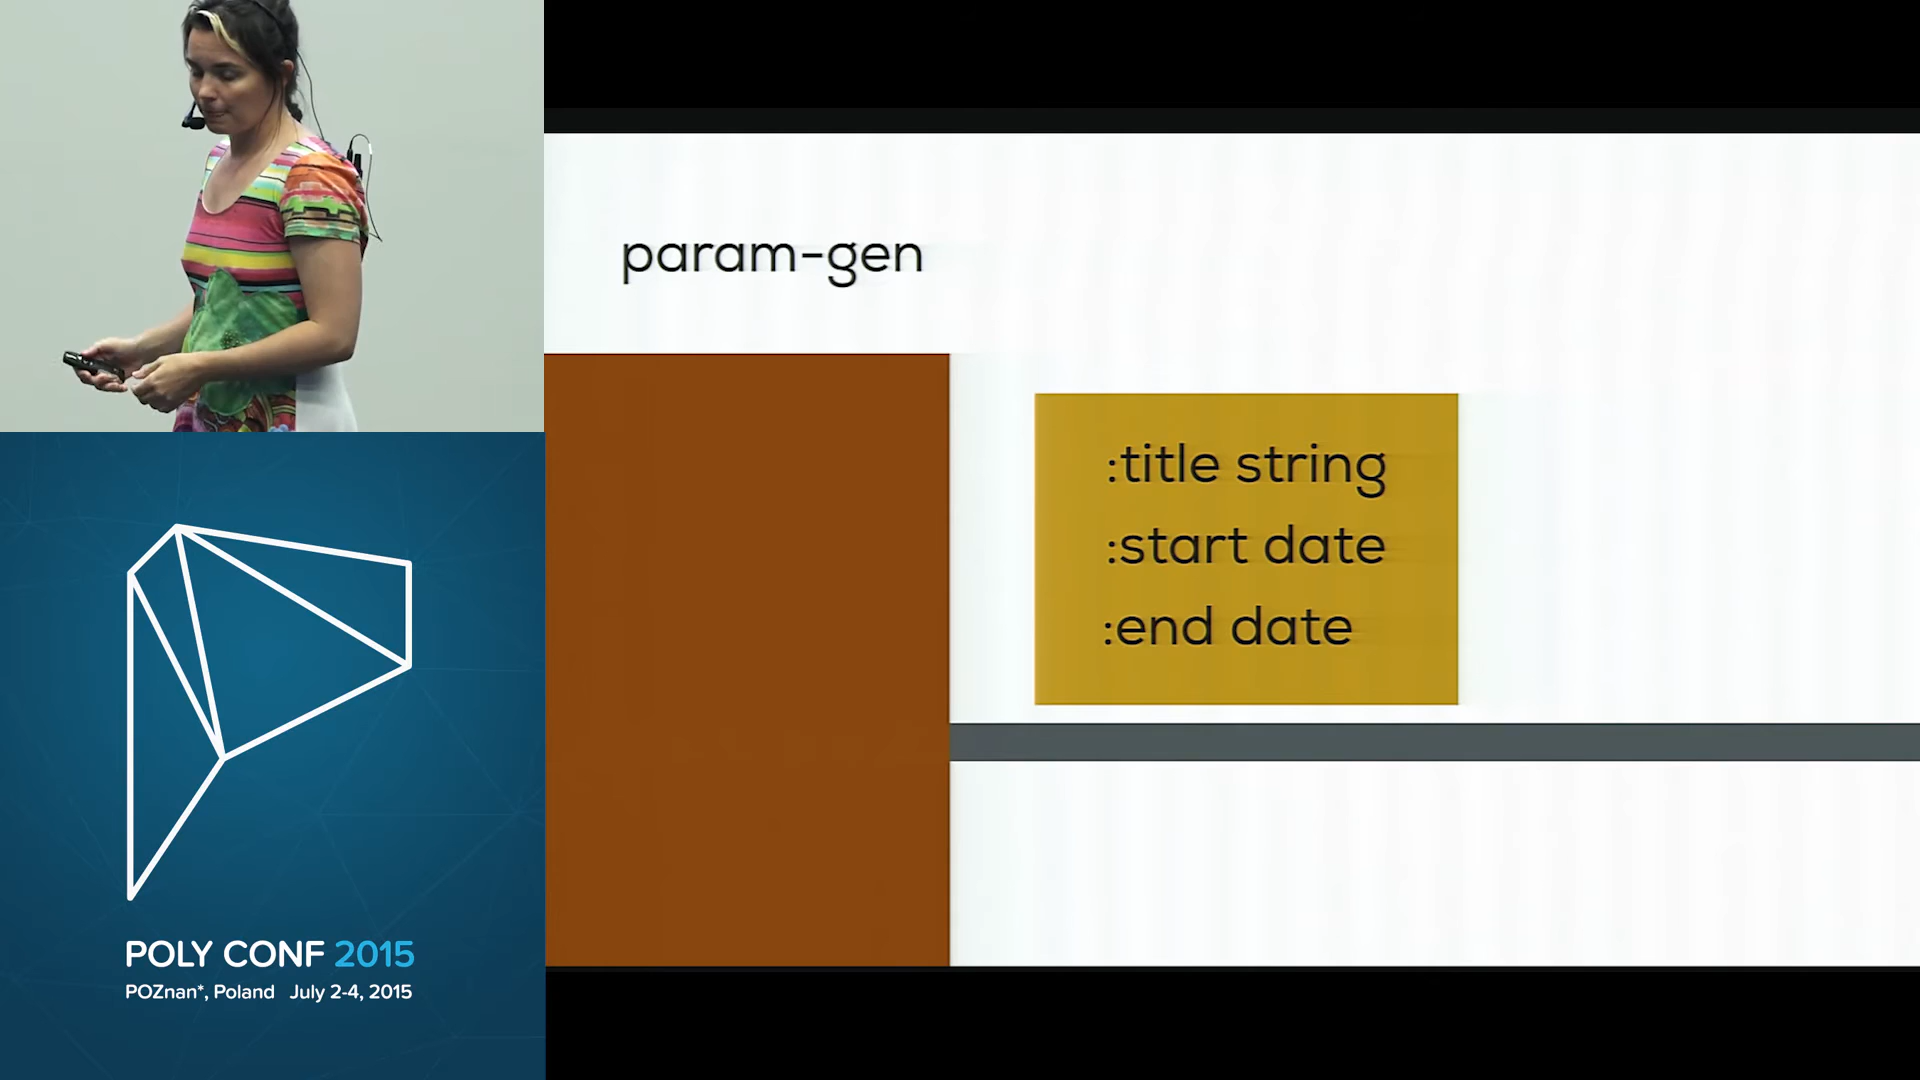 param-gen
:title string
:start date
:end date
POLY CONF 2015
POZnan*, Poland July 2-4, 2015